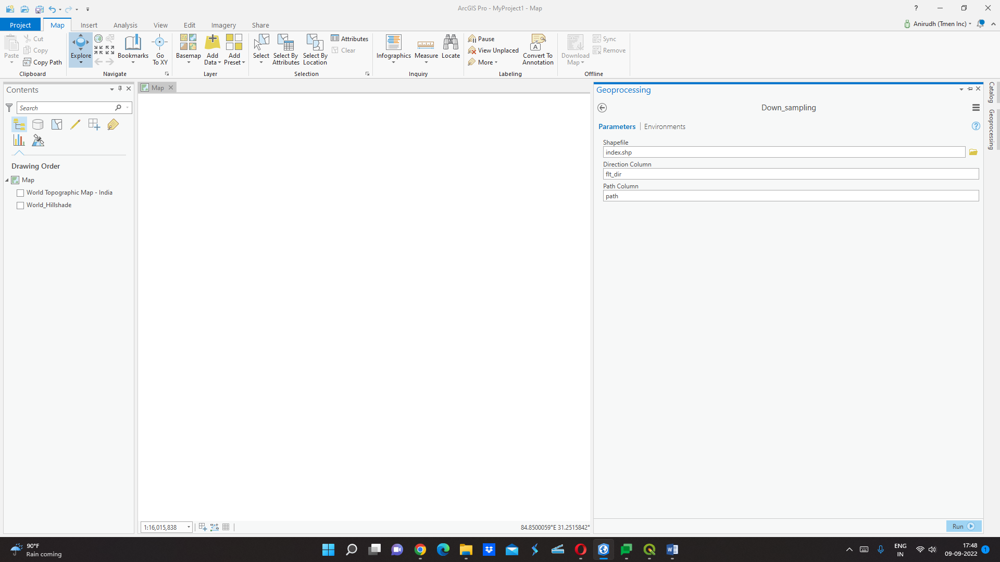 ArcGIS Pro - MyProject1 - Map
?
Project Map Insert Analysis View Edit Imagery Share
Anirudh (Tmen Inc)
Paste
Cut
Copy
Copy Path
Clipboard
Explore
Bookmarks
Go To XY
Navigate
Basemap
Add Data
Add Preset
Layer
Select
Select By Attributes
Select By Location
Attributes
Clear
Selection
Infographics
Measure
Locate
Inquiry
Pause
View Unplaced
More
Convert To Annotation
Labeling
Download Map
Sync
Remove
Offline
Contents
Search
Drawing Order
Map
World Topographic Map - India
World_Hillshade
Map
1:16,015,838
84.8500059°E 31.2515842°
Geoprocessing
Down_sampling
Parameters Environments
?
Shapefile
index.shp
Direction Column
flt_dir
Path Column
path
Run
Catalog
Geoprocessing
90°F
Rain coming
ENG
IN
17:48
09-09-2022
1